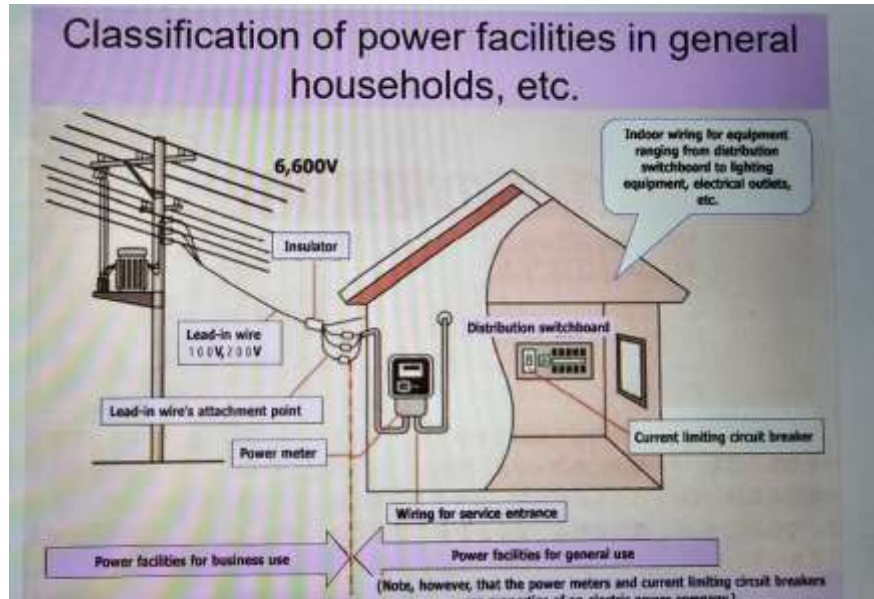 Classification of power facilities in general
households, etc.
6,600V
Indoor wiring for equipment
ranging from distribution
switchboard to lighting
equipment, electrical outlets,
etc.
Insulator
Lead-in wire
100V,200V
Distribution switchboard
Lead-in wire's attachment point
Power meter
Current limiting circuit breaker
Wiring for service entrance
Power facilities for business use
Power facilities for general use
(Note, however, that the power meters and current limiting circuit breakers